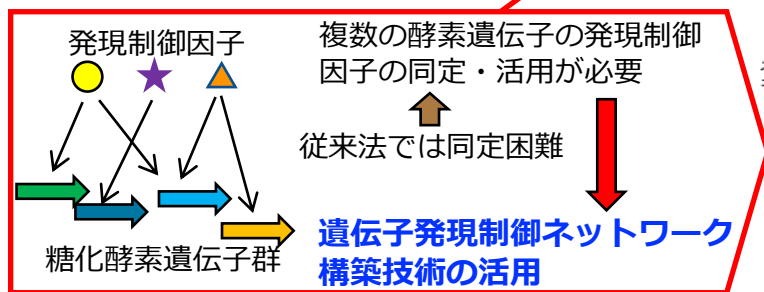 発現制御因子
複数の酵素遺伝子の発現制御
因子の同定・活用が必要
従来法では同定困難
糖化酵素遺伝子群
遺伝子発現制御ネットワーク
構築技術の活用